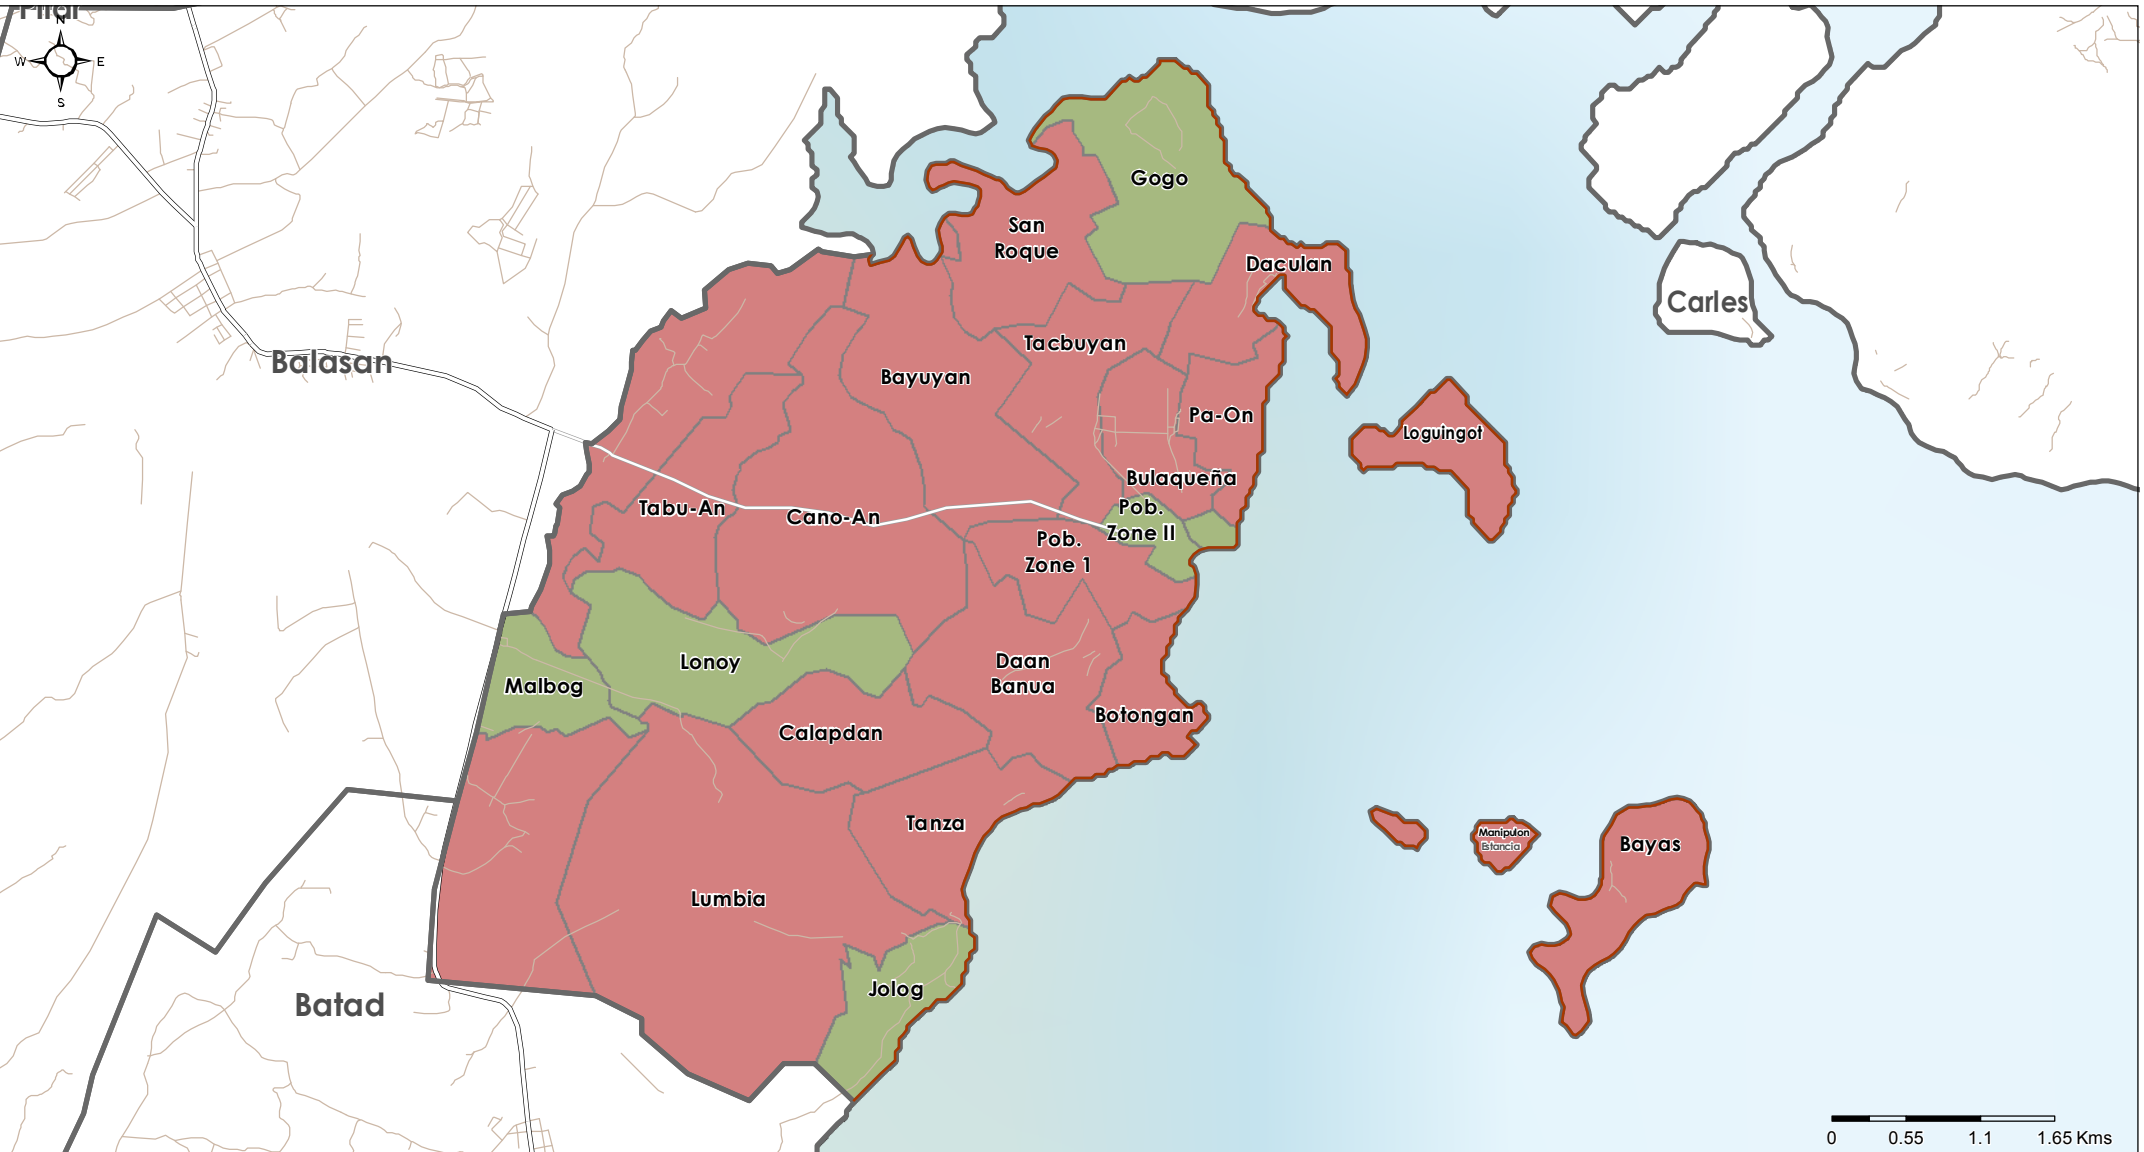 Pilar
N
W
E
S
Gogo
San
Roque
Daculan
Carles
Tacbuyan
Balasan
Bayuyan
Pa-On
Loguingot
Bulaqueña
Tabu-An
Cano-An
Pob.
Zone II
Pob.
Zone 1
Lonoy
Daan
Banua
Malbog
Botongan
Calapdan
Tanza
Manipulon
Estancia
Bayas
Lumbia
Jolog
Batad
0 0.55 1.1 1.65 Kms